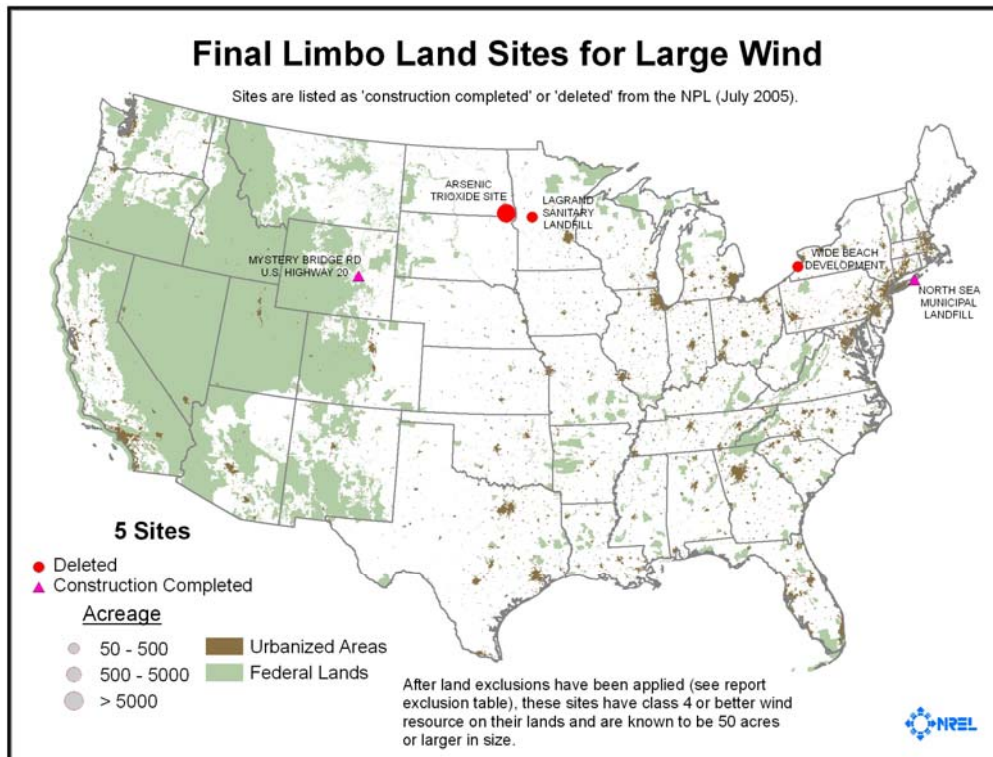 Final Limbo Land Sites for Large Wind
Sites are listed as 'construction completed' or 'deleted' from the NPL (July 2005).
ARSENIC
TRIOXIDE SITE
LAGRAND
SANITARY
LANDFILL
MYSTERY BRIDGE RD
U.S. HIGHWAY 20
WIDE BEACH
DEVELOPMENT
NORTH SEA
MUNICIPAL
LANDFILL
5 Sites
Deleted
Construction Completed
Acreage
50 - 500
500 - 5000
> 5000
Urbanized Areas
Federal Lands
After land exclusions have been applied (see report
exclusion table), these sites have class 4 or better wind
resource on their lands and are known to be 50 acres
or larger in size.
NREL